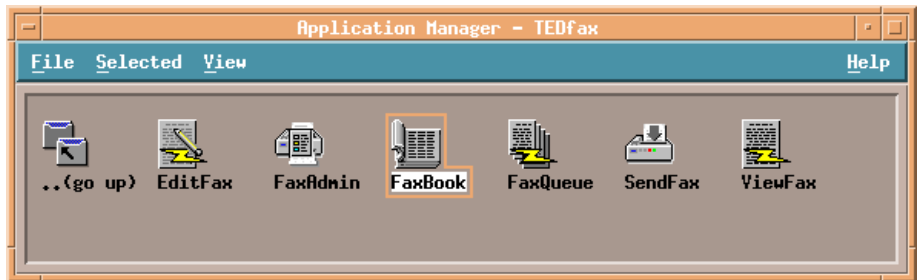 Application Manager - TEDfax
File Selected View Help
..(go up) EditFax FaxAdmin FaxBook FaxQueue SendFax ViewFax